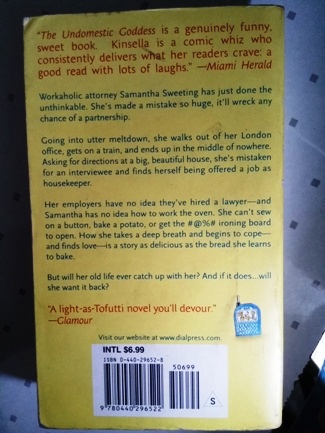 "The Undomestic Goddess is a genuinely funny,
sweet book. Kinsella is a comic whiz who
consistently delivers what her readers crave: a
good read with lots of laughs." —Miami Herald
Workaholic attorney Samantha Sweeting has just done the
unthinkable. She's made a mistake so huge, it'll wreck any
chance of a partnership.
Going into utter meltdown, she walks out of her London
office, gets on a train, and ends up in the middle of nowhere.
Asking for directions at a big, beautiful house, she's mistaken
for an interviewee and finds herself being offered a job as
housekeeper.
Her employers have no idea they've hired a lawyer—and
Samantha has no idea how to work the oven. She can't sew
on a button, bake a potato, or get the #@%# ironing board
to open. How she takes a deep breath and begins to cope—
and finds love—is a story as delicious as the bread she learns
to bake.
But will her old life ever catch up with her? And if it does...will
she want it back?
"A light-as-Tofutti novel you'll devour."
—Glamour
Visit our website at www.dialpress.com.
INTL $6.99
ISBN 0-440-29652-8
50699
9 780440 296522
S